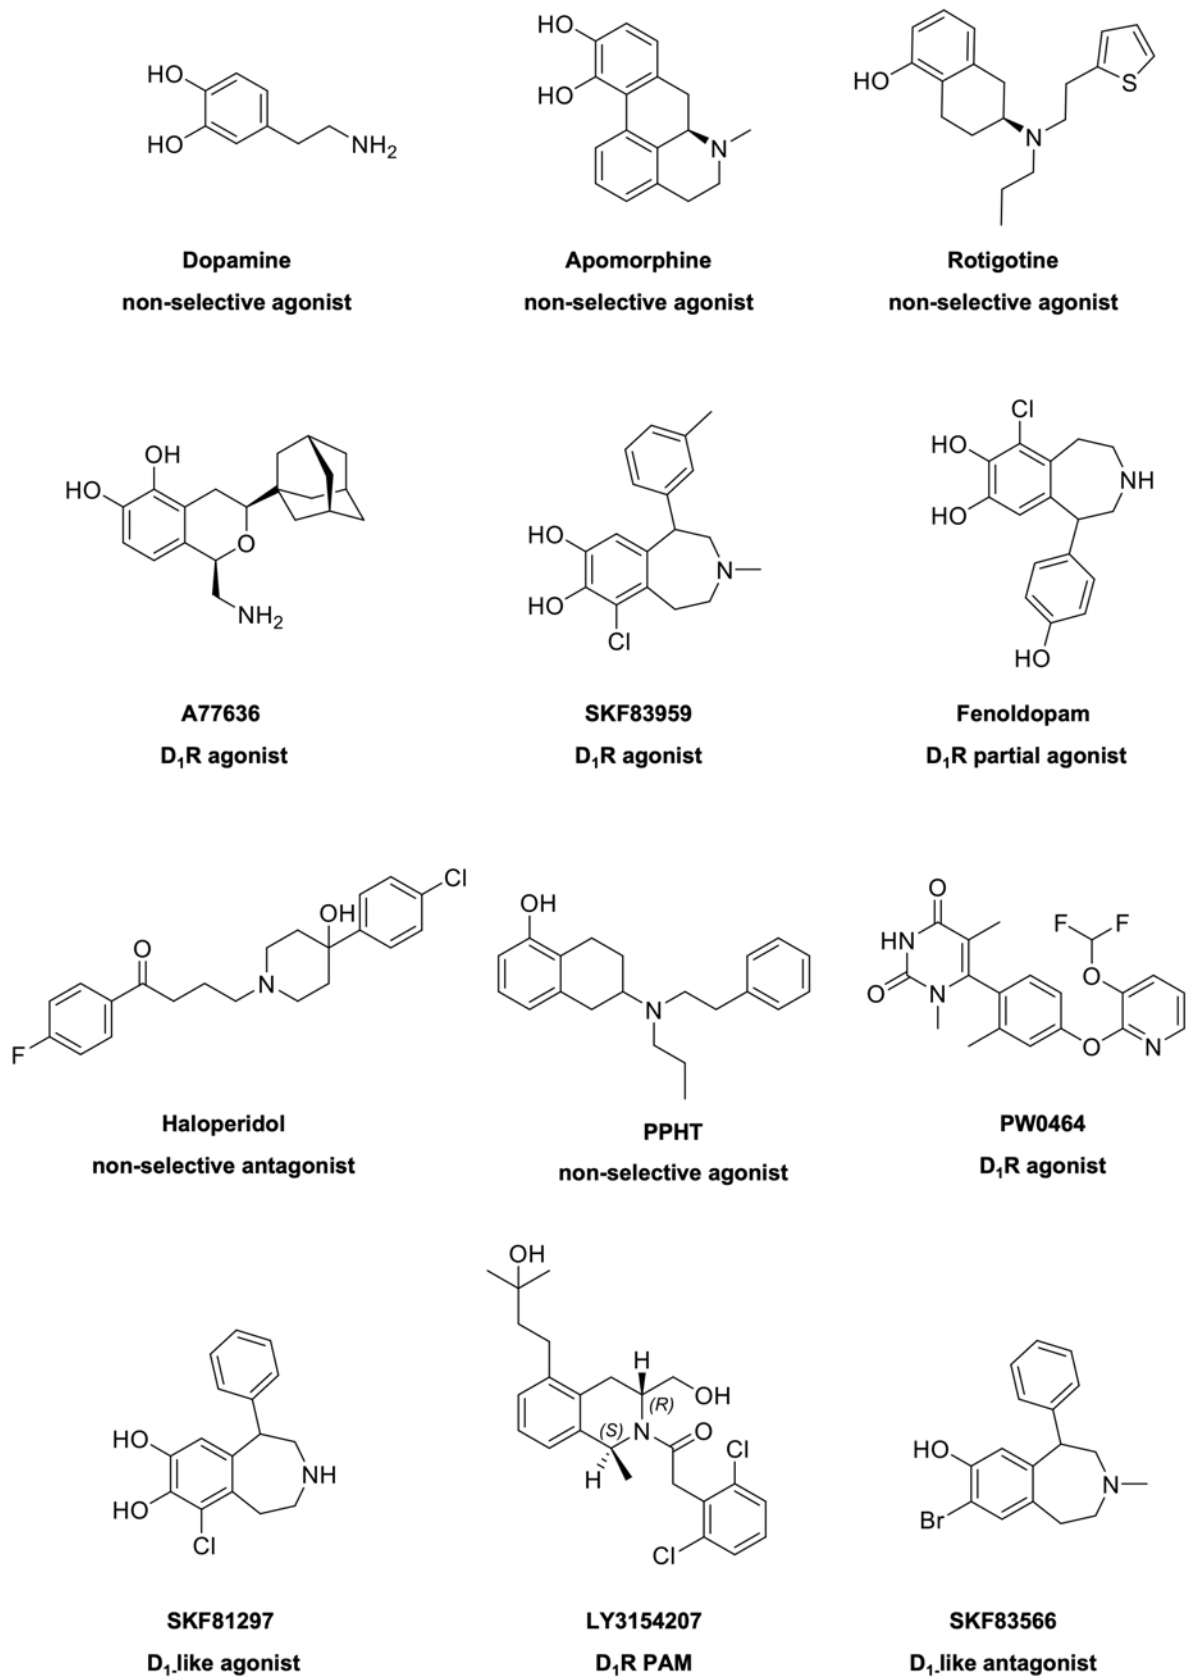 HO
HO
NH₂
Dopamine
non-selective agonist
HO
HO
N
Apomorphine
non-selective agonist
HO
S
N
Rotigotine
non-selective agonist
OH
HO
O
NH₂
A77636
D₁R agonist
HO
HO
N
Cl
SKF83959
D₁R agonist
Cl
HO
HO
NH
HO
Fenoldopam
D₁R partial agonist
Cl
OH
O
N
F
Haloperidol
non-selective antagonist
OH
N
PPHT
non-selective agonist
O
HN
O
N
F
F
O
O
N
PW0464
D₁R agonist
HO
HO
NH
Cl
SKF81297
D₁-like agonist
OH
H
OH
(R)
(S)
N
O
H
Cl
Cl
LY3154207
D₁R PAM
HO
Br
N
SKF83566
D₁-like antagonist